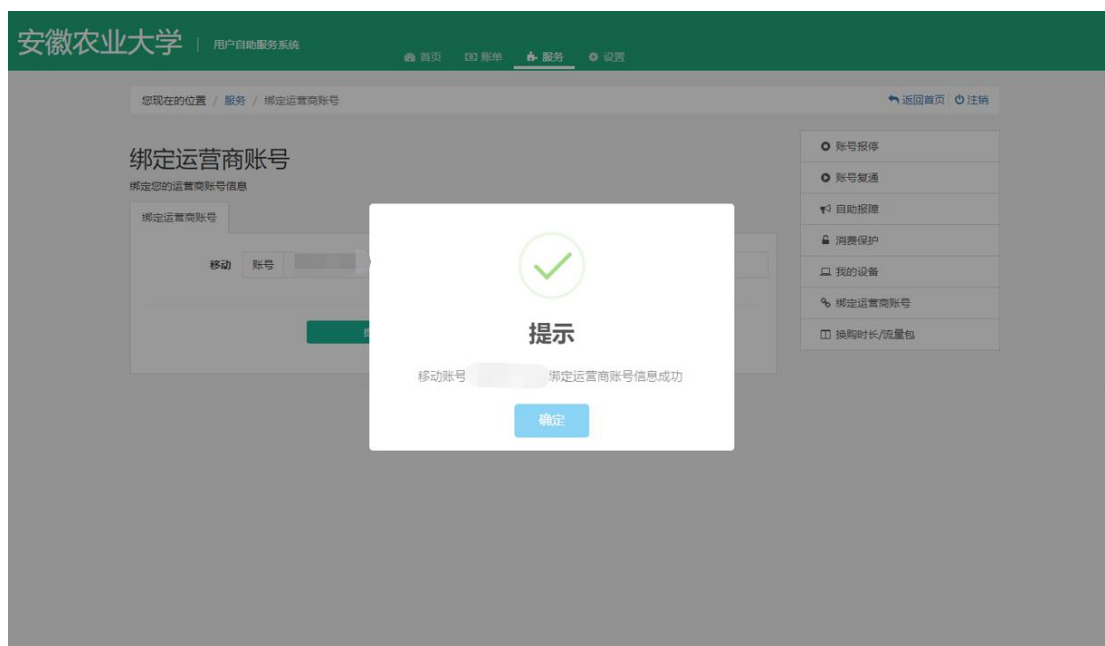 安徽农业大学 | 用户自助服务系统
首页 账单 服务 设置
您现在的位置 / 服务 / 绑定运营商账号
返回首页 注销
绑定运营商账号
绑定您的运营商账号信息
绑定运营商账号
移动 账号
提示
移动账号 绑定运营商账号信息成功
确定
账号报停
账号复通
自助报障
消费保护
我的设备
绑定运营商账号
换购时长/流量包